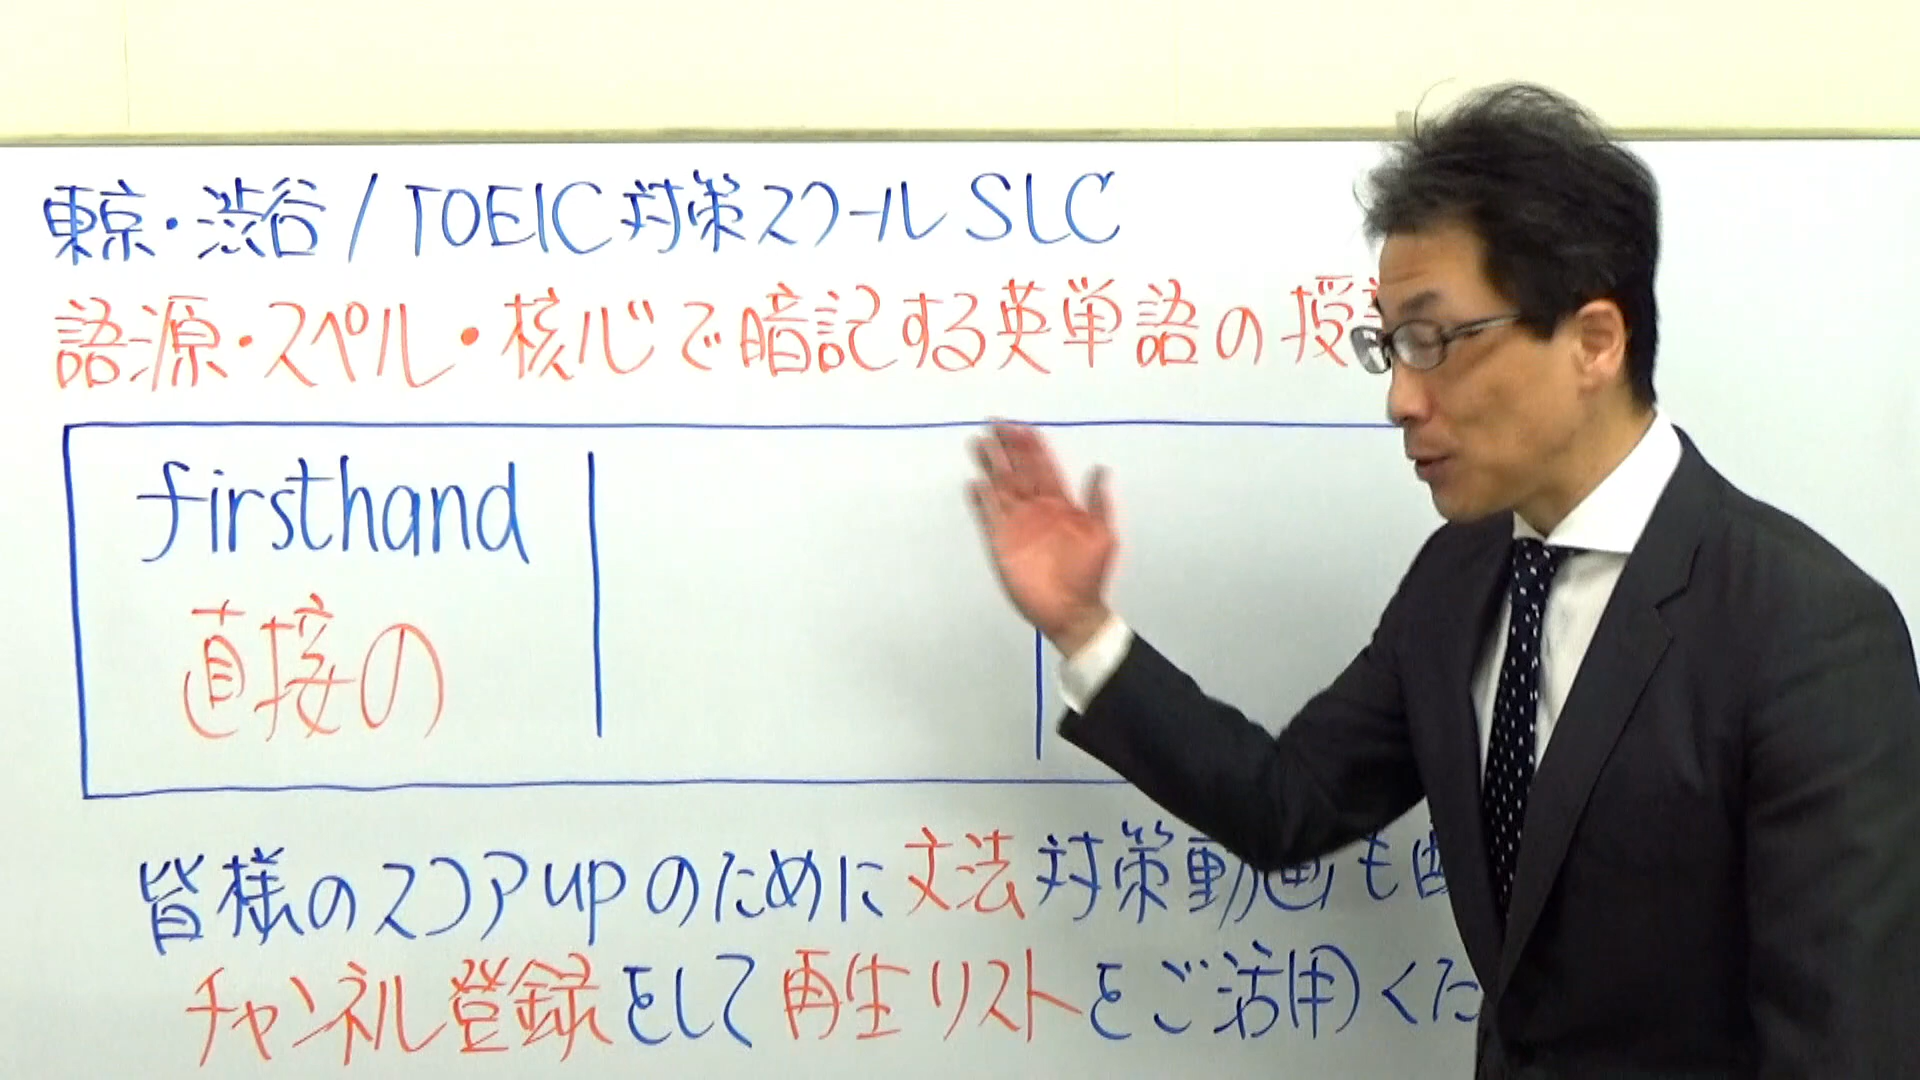 東京・渋谷/TOEIC対策スクールSLC
語源・スペル・核心で暗記する英単語の授
firsthand
直接の
皆様のスコアupのために文法対策動画も
チャンネル登録をして再生リストをご活用くだ